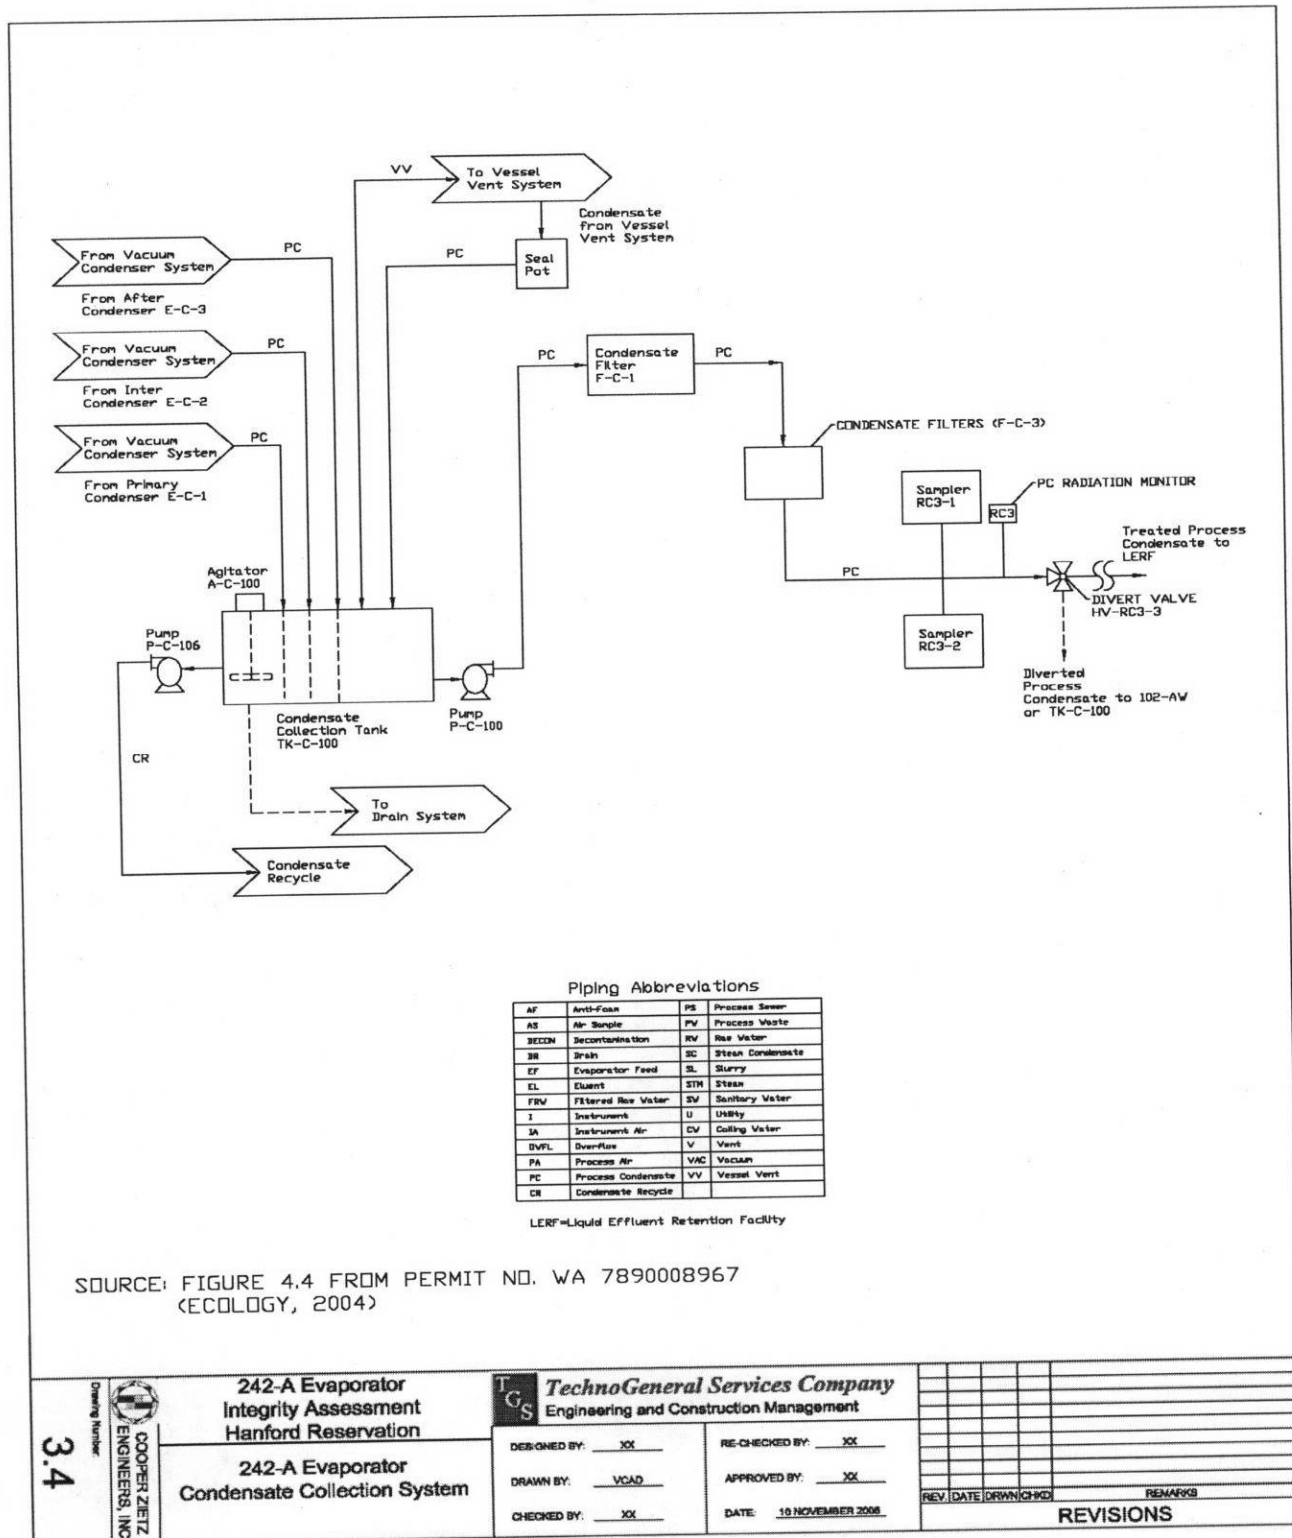 VV
To Vessel
Vent System
Condensate
from Vessel
Vent System
PC
Seal
Pot
From Vacuum
Condenser System
PC
From After
Condenser E-C-3
From Vacuum
Condenser System
PC
From Inter
Condenser E-C-2
From Vacuum
Condenser System
PC
From Primary
Condenser E-C-1
PC
Condensate
Filter
F-C-1
PC
CONDENSATE FILTERS (F-C-3)
Sampler
RC3-1
RC3
PC RADIATION MONITOR
Treated Process
Condensate to
LERF
PC
DIVERT VALVE
HV-RC3-3
Sampler
RC3-2
Diverted
Process
Condensate to 102-AW
or TK-C-100
Agitator
A-C-100
Pump
P-C-106
Condensate
Collection Tank
TK-C-100
Pump
P-C-100
CR
To
Drain System
Condensate
Recycle
Piping Abbreviations
AF Anti-Foam PS Process Sewer
AS Air Sample PW Process Waste
DECON Decontamination RW Raw Water
DR Drain SC Steam Condensate
EF Evaporator Feed SL Slurry
EL Eluent STM Steam
FRW Filtered Raw Water SW Sanitary Water
I Instrument U Utility
IA Instrument Air CW Colling Water
OVFL Overflow V Vent
PA Process Air VAC Vacuum
PC Process Condensate VV Vessel Vent
CR Condensate Recycle
LERF=Liquid Effluent Retention Facility
SOURCE: FIGURE 4.4 FROM PERMIT NO. WA 7890008967
(ECOLOGY, 2004)
Drawing Number:
3.4
COOPER ZIETZ
ENGINEERS, INC
242-A Evaporator
Integrity Assessment
Hanford Reservation
242-A Evaporator
Condensate Collection System
TGS
TechnoGeneral Services Company
Engineering and Construction Management
DESIGNED BY: XX
RE-CHECKED BY: XX
DRAWN BY: VCAD
APPROVED BY: XX
CHECKED BY: XX
DATE: 10 NOVEMBER 2006
REV. DATE DRWN CHKD REMARKS
REVISIONS